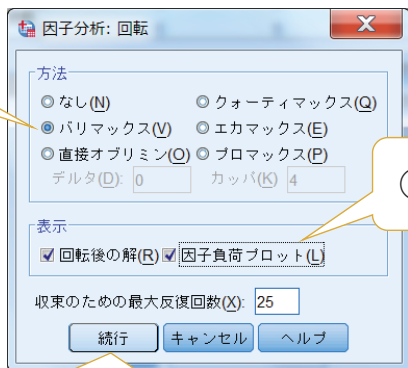 因子分析: 回転
方法
なし(N) クォーティマックス(Q)
バリマックス(V) エカマックス(E)
直接オブリミン(O) プロマックス(P)
デルタ(D): 0 カッパ(K) 4
表示
回転後の解(R) 因子負荷プロット(L)
収束のための最大反復回数(X): 25
続行 キャンセル ヘルプ